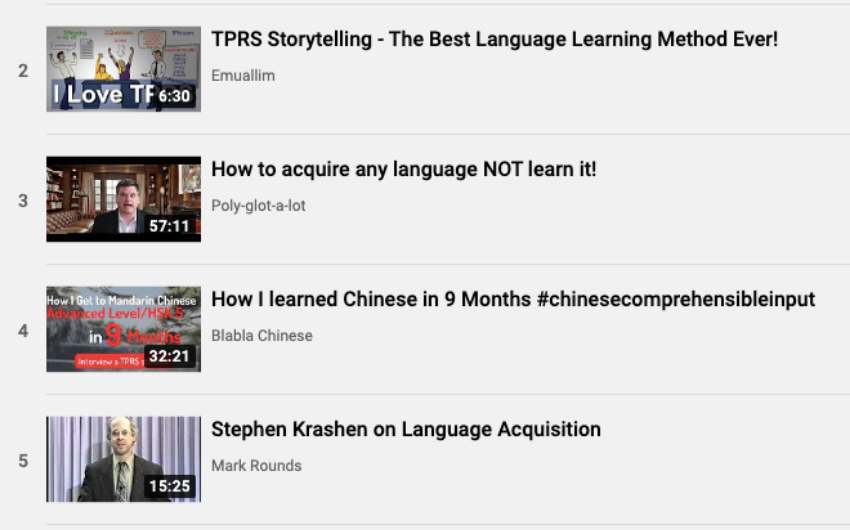 2
I Love
6:30
TPRS Storytelling - The Best Language Learning Method Ever!
Emuallim
3
57:11
How to acquire any language NOT learn it!
Poly-glot-a-lot
4
How I Get to Mandarin Chinese
Advanced Level/HSK 5
in 9 Months
Interview a TPRS
32:21
How I learned Chinese in 9 Months #chinesecomprehensibleinput
Blabla Chinese
5
15:25
Stephen Krashen on Language Acquisition
Mark Rounds